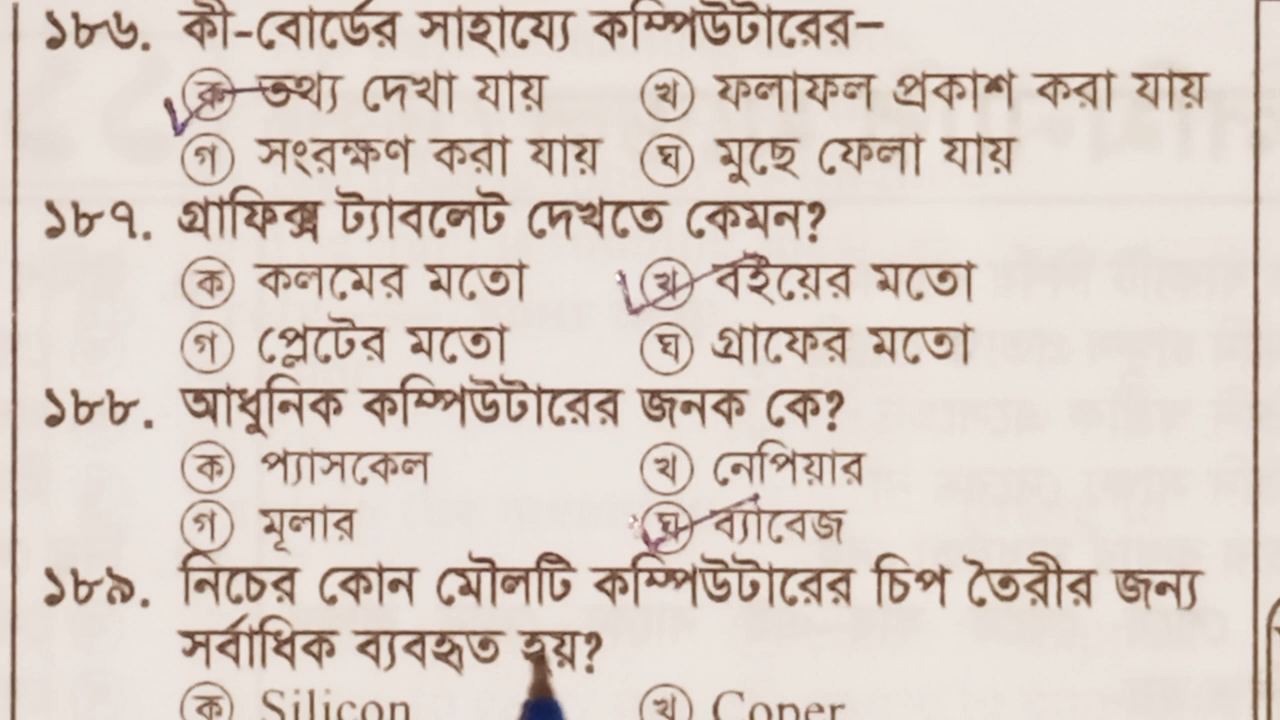 ১৮৬. কী-বোর্ডের সাহায্যে কম্পিউটারের–
ক তথ্য দেখা যায় খ ফলাফল প্রকাশ করা যায়
গ সংরক্ষণ করা যায় ঘ মুছে ফেলা যায়
১৮৭. গ্রাফিক্স ট্যাবলেট দেখতে কেমন?
ক কলমের মতো খ বইয়ের মতো
গ প্লেটের মতো ঘ গ্রাফের মতো
১৮৮. আধুনিক কম্পিউটারের জনক কে?
ক প্যাসকেল খ নেপিয়ার
গ মূলার ঘ ব্যাবেজ
১৮৯. নিচের কোন মৌলটি কম্পিউটারের চিপ তৈরীর জন্য
সর্বাধিক ব্যবহৃত হয়?
ক Silicon খ Coper